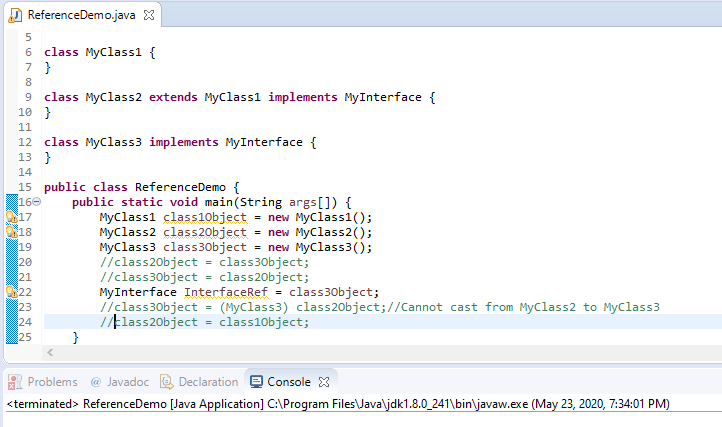 ReferenceDemo.java
5
6 class MyClass1 {
7 }
8
9 class MyClass2 extends MyClass1 implements MyInterface {
10 }
11
12 class MyClass3 implements MyInterface {
13 }
14
15 public class ReferenceDemo {
16 public static void main(String args[]) {
17 MyClass1 class1Object = new MyClass1();
18 MyClass2 class2Object = new MyClass2();
19 MyClass3 class3Object = new MyClass3();
20 //class2Object = class3Object;
21 //class3Object = class2Object;
22 MyInterface InterfaceRef = class3Object;
23 //class3Object = (MyClass3) class2Object;//Cannot cast from MyClass2 to MyClass3
24 //class2Object = class1Object;
25 }
Problems @ Javadoc Declaration Console
<terminated> ReferenceDemo [Java Application] C:\Program Files\Java\jdk1.8.0_241\bin\javaw.exe (May 23, 2020, 7:34:01 PM)